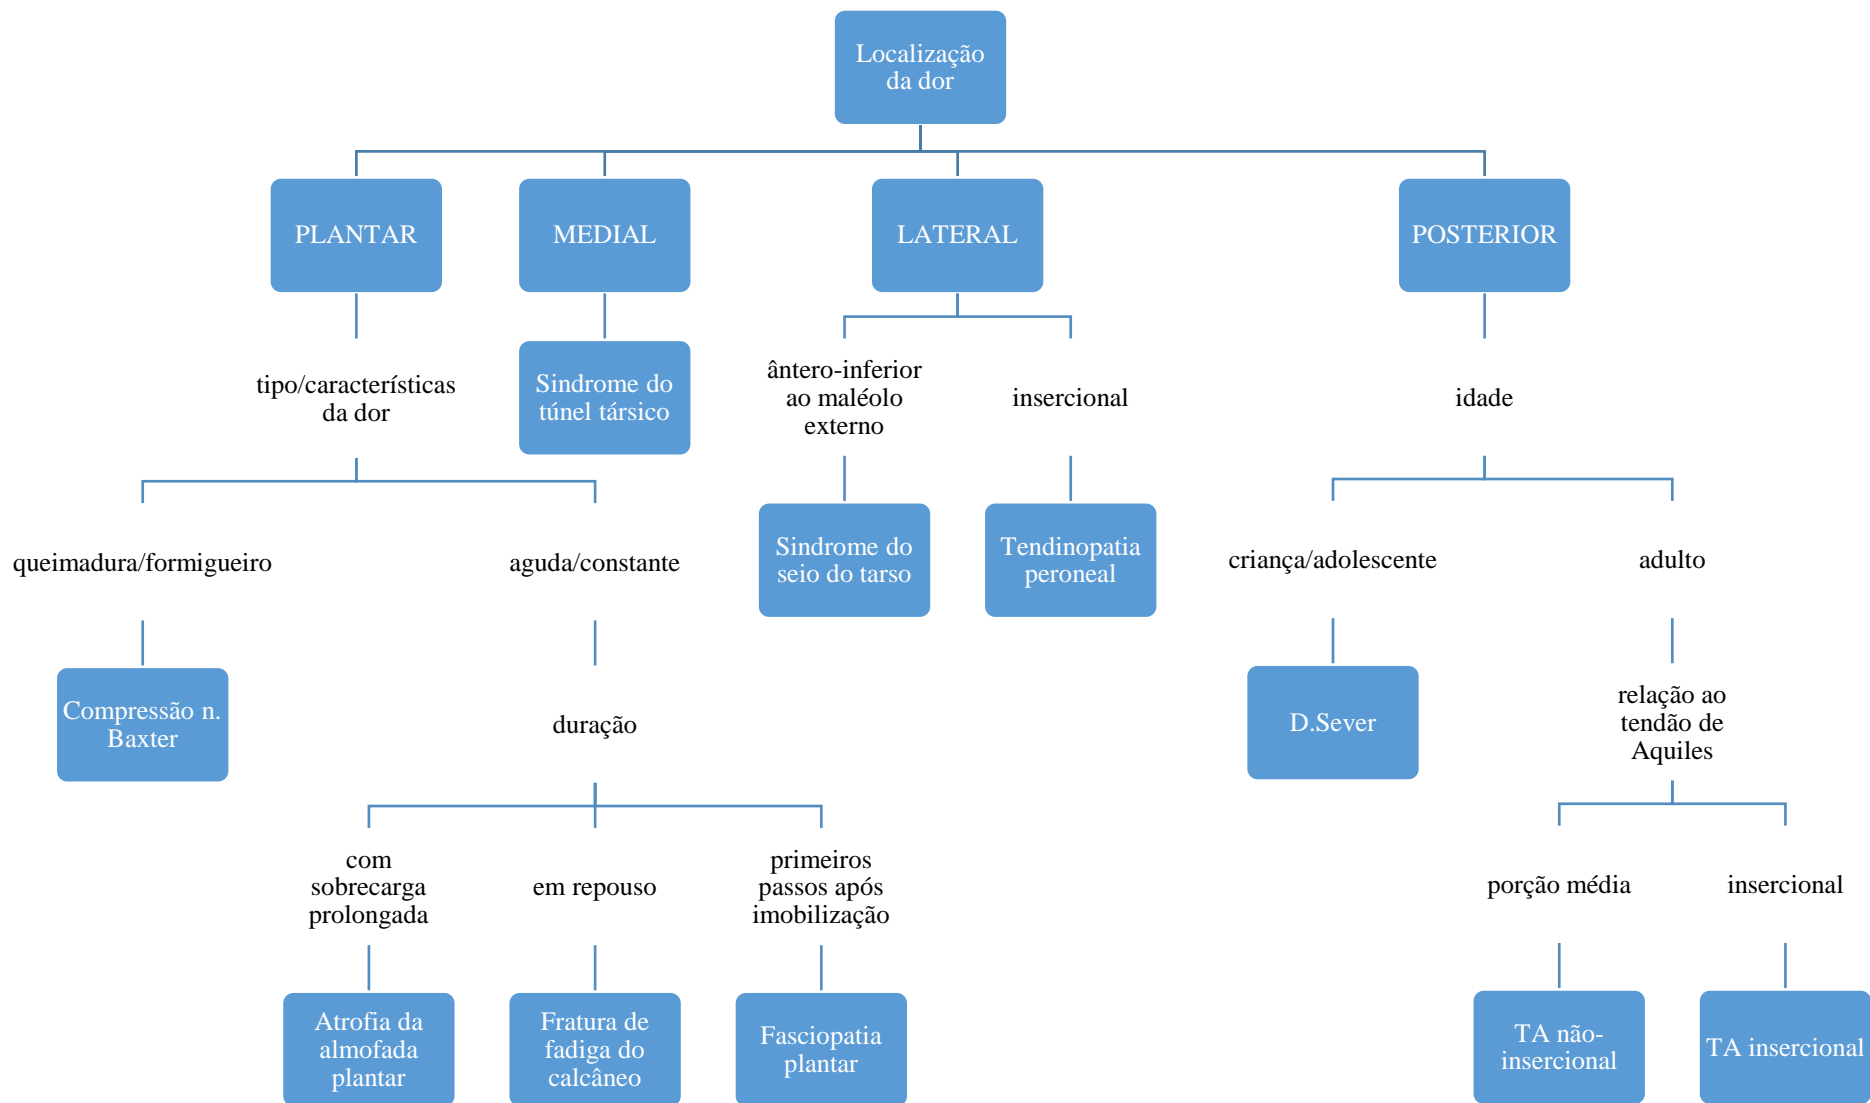 Localização
da dor
PLANTAR
MEDIAL
LATERAL
POSTERIOR
tipo/características
da dor
Sindrome do
túnel társico
ântero-inferior
ao maléolo
externo
insercional
idade
queimadura/formigueiro
aguda/constante
Sindrome do
seio do tarso
Tendinopatia
peroneal
criança/adolescente
adulto
Compressão n.
Baxter
duração
D.Sever
relação ao
tendão de
Aquiles
com
sobrecarga
prolongada
em repouso
primeiros
passos após
imobilização
porção média
insercional
Atrofia da
almofada
plantar
Fratura de
fadiga do
calcâneo
Fasciopatia
plantar
TA não-
insercional
TA insercional